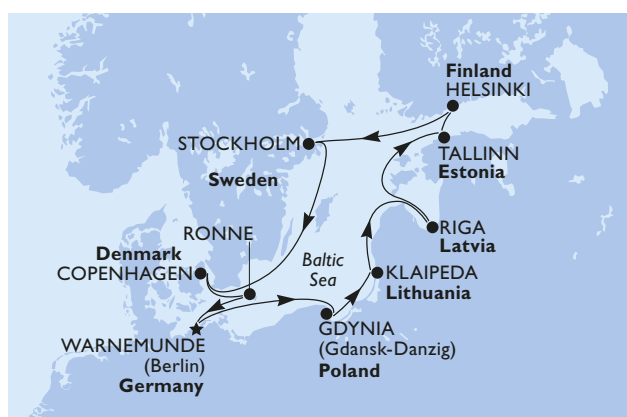 Finland
HELSINKI
STOCKHOLM
TALLINN
Estonia
Sweden
RONNE
RIGA
Latvia
Denmark
COPENHAGEN
Baltic
Sea
KLAIPEDA
Lithuania
GDYNIA
(Gdansk-Danzig)
Poland
WARNEMUNDE
(Berlin)
Germany